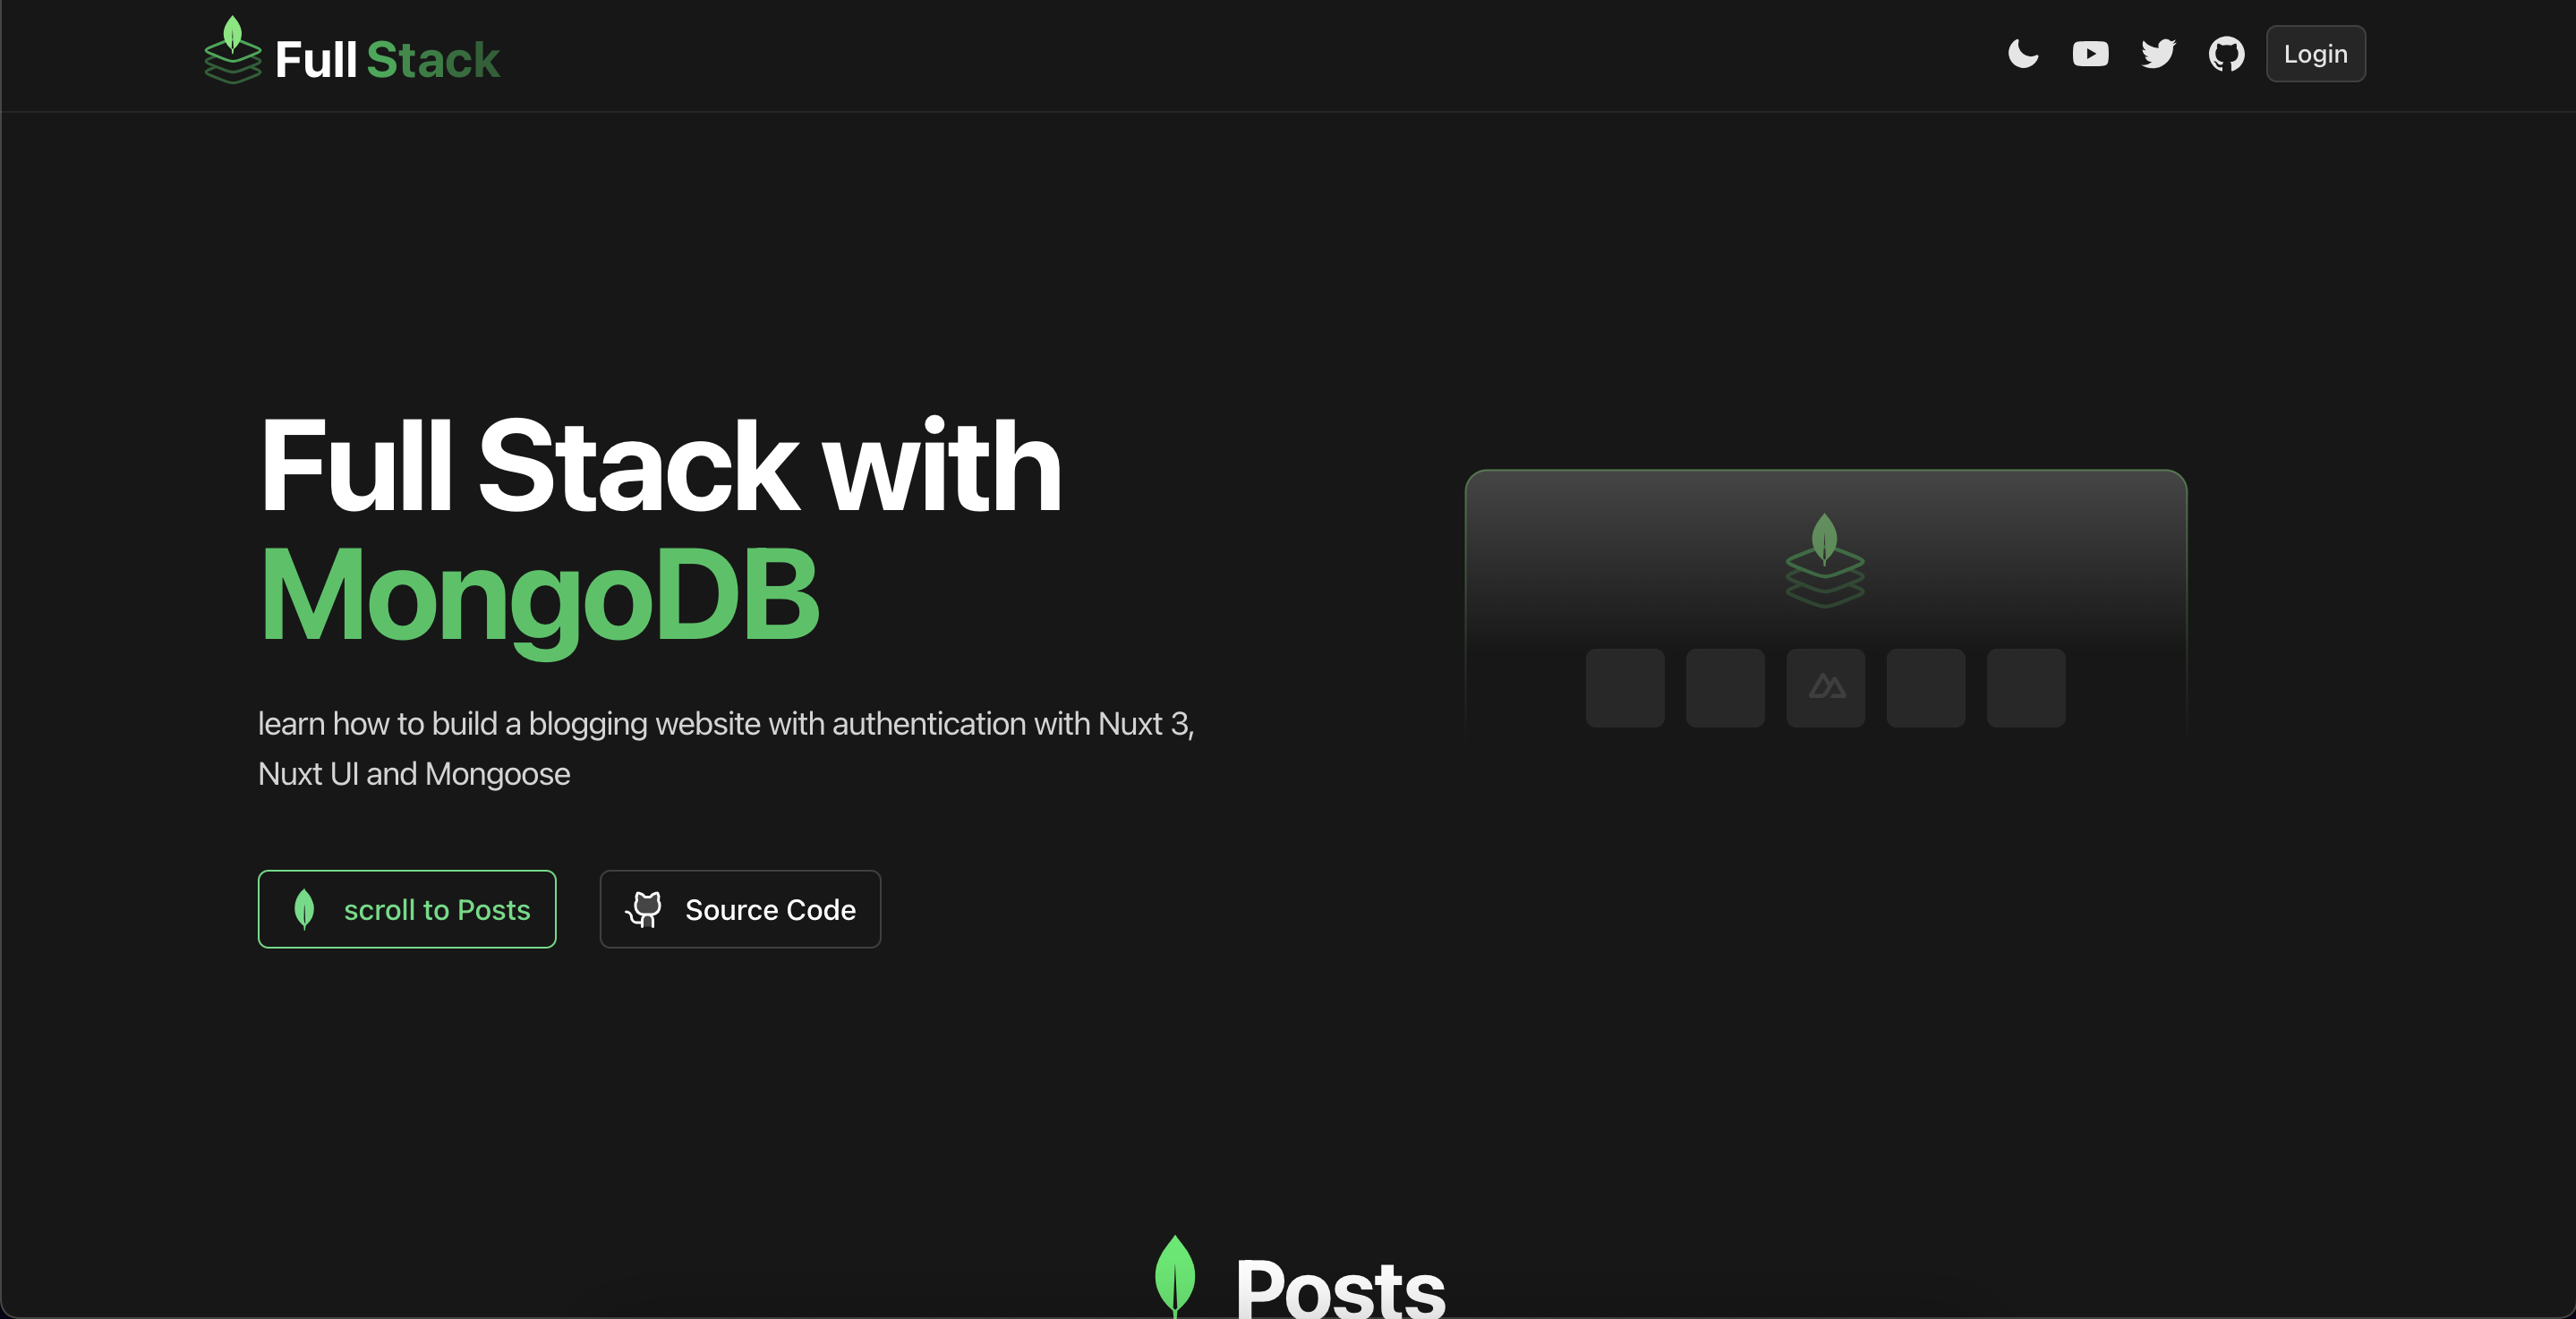 Full Stack
Login
Full Stack with
MongoDB
learn how to build a blogging website with authentication with Nuxt 3,
Nuxt UI and Mongoose
scroll to Posts
Source Code
Posts